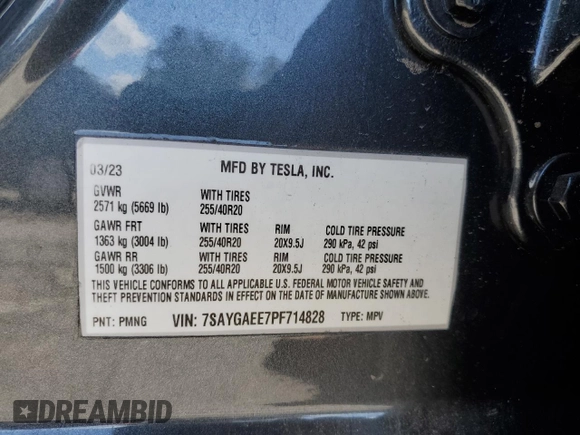 03/23 MFD BY TESLA, INC.
GVWR WITH TIRES
2571 kg (5669 lb) 255/40R20
GAWR FRT WITH TIRES RIM COLD TIRE PRESSURE
1363 kg (3004 lb) 255/40R20 20X9.5J 290 kPa, 42 psi
GAWR RR WITH TIRES RIM COLD TIRE PRESSURE
1500 kg (3306 lb) 255/40R20 20X9.5J 290 kPa, 42 psi
THIS VEHICLE CONFORMS TO ALL APPLICABLE U.S. FEDERAL MOTOR VEHICLE SAFETY AND
THEFT PREVENTION STANDARDS IN EFFECT ON THE DATE OF MANUFACTURE SHOWN ABOVE.
PNT: PMNG VIN: 7SAYGAEE7PF714828 TYPE: MPV
DREAMBID